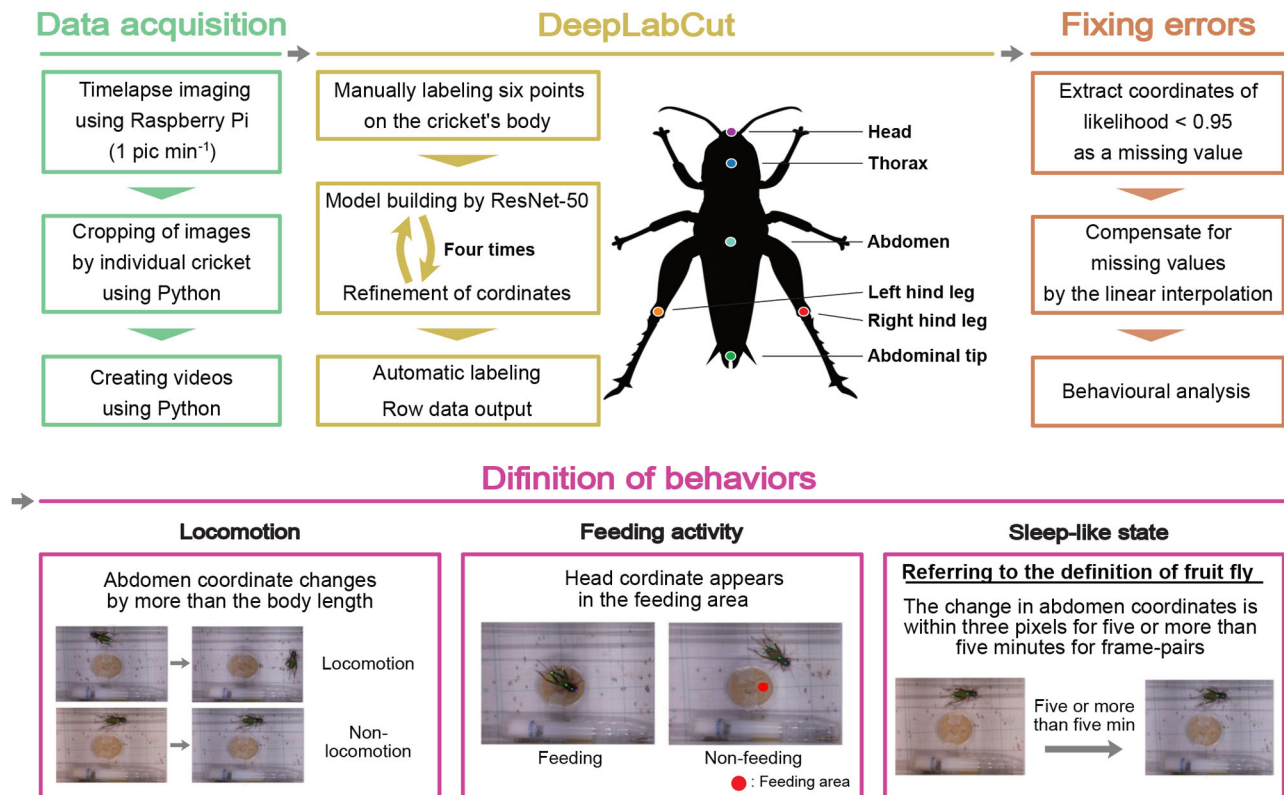 Data acquisition
Timelapse imaging
using Raspberry Pi
(1 pic min⁻¹)
Cropping of images
by individual cricket
using Python
Creating videos
using Python
DeepLabCut
Manually labeling six points
on the cricket's body
Model building by ResNet-50
Four times
Refinement of cordinates
Automatic labeling
Row data output
Head
Thorax
Abdomen
Left hind leg
Right hind leg
Abdominal tip
Fixing errors
Extract coordinates of
likelihood < 0.95
as a missing value
Compensate for
missing values
by the linear interpolation
Behavioural analysis
Difinition of behaviors
Locomotion
Abdomen coordinate changes
by more than the body length
Locomotion
Non-
locomotion
Feeding activity
Head cordinate appears
in the feeding area
Feeding
Non-feeding
: Feeding area
Sleep-like state
Referring to the definition of fruit fly
The change in abdomen coordinates is
within three pixels for five or more than
five minutes for frame-pairs
Five or more
than five min